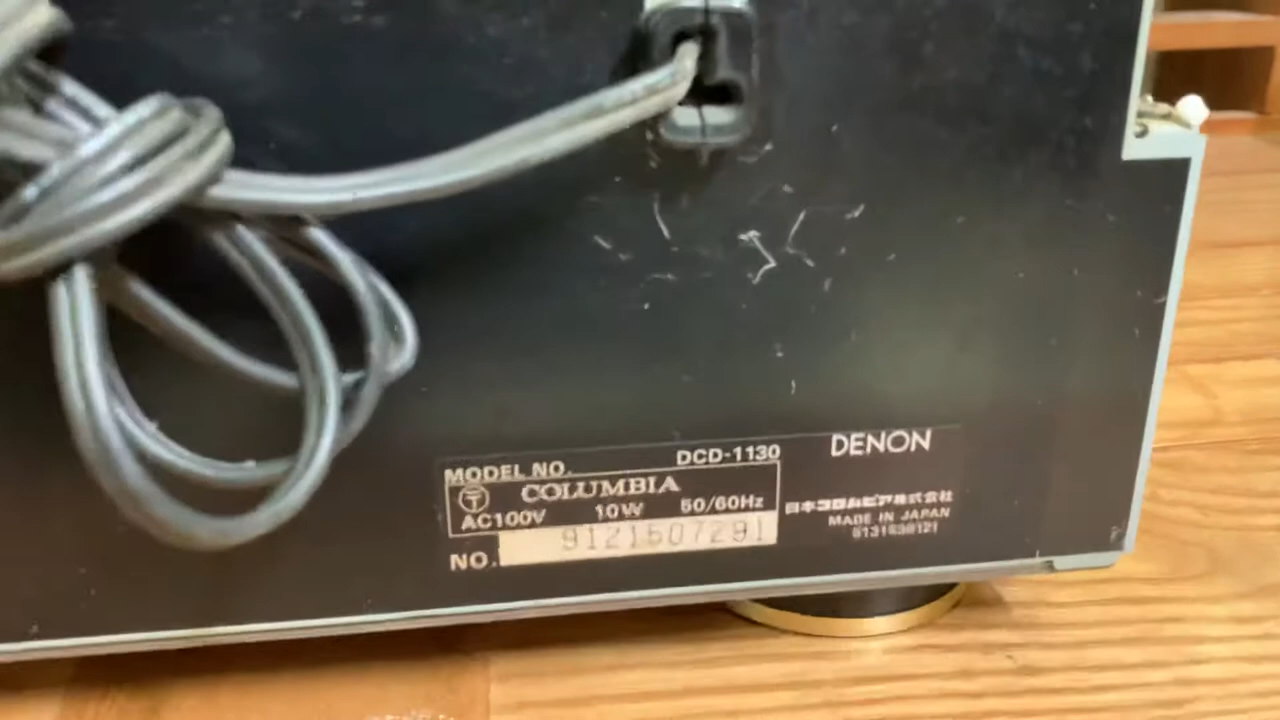 MODEL NO. DCD-1130
〒 COLUMBIA
AC100V 10W 50/60Hz
NO. 9121507291
DENON
日本コロムビア株式会社
MADE IN JAPAN